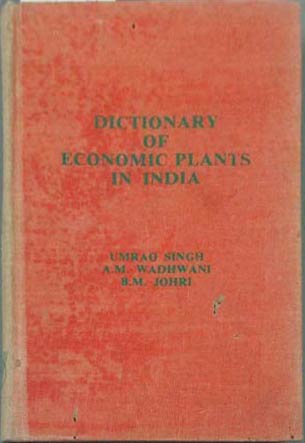 DICTIONARY
OF
ECONOMIC PLANTS
IN INDIA
UMRAO SINGH
A.M. WADHWANI
B.M. JOHRI